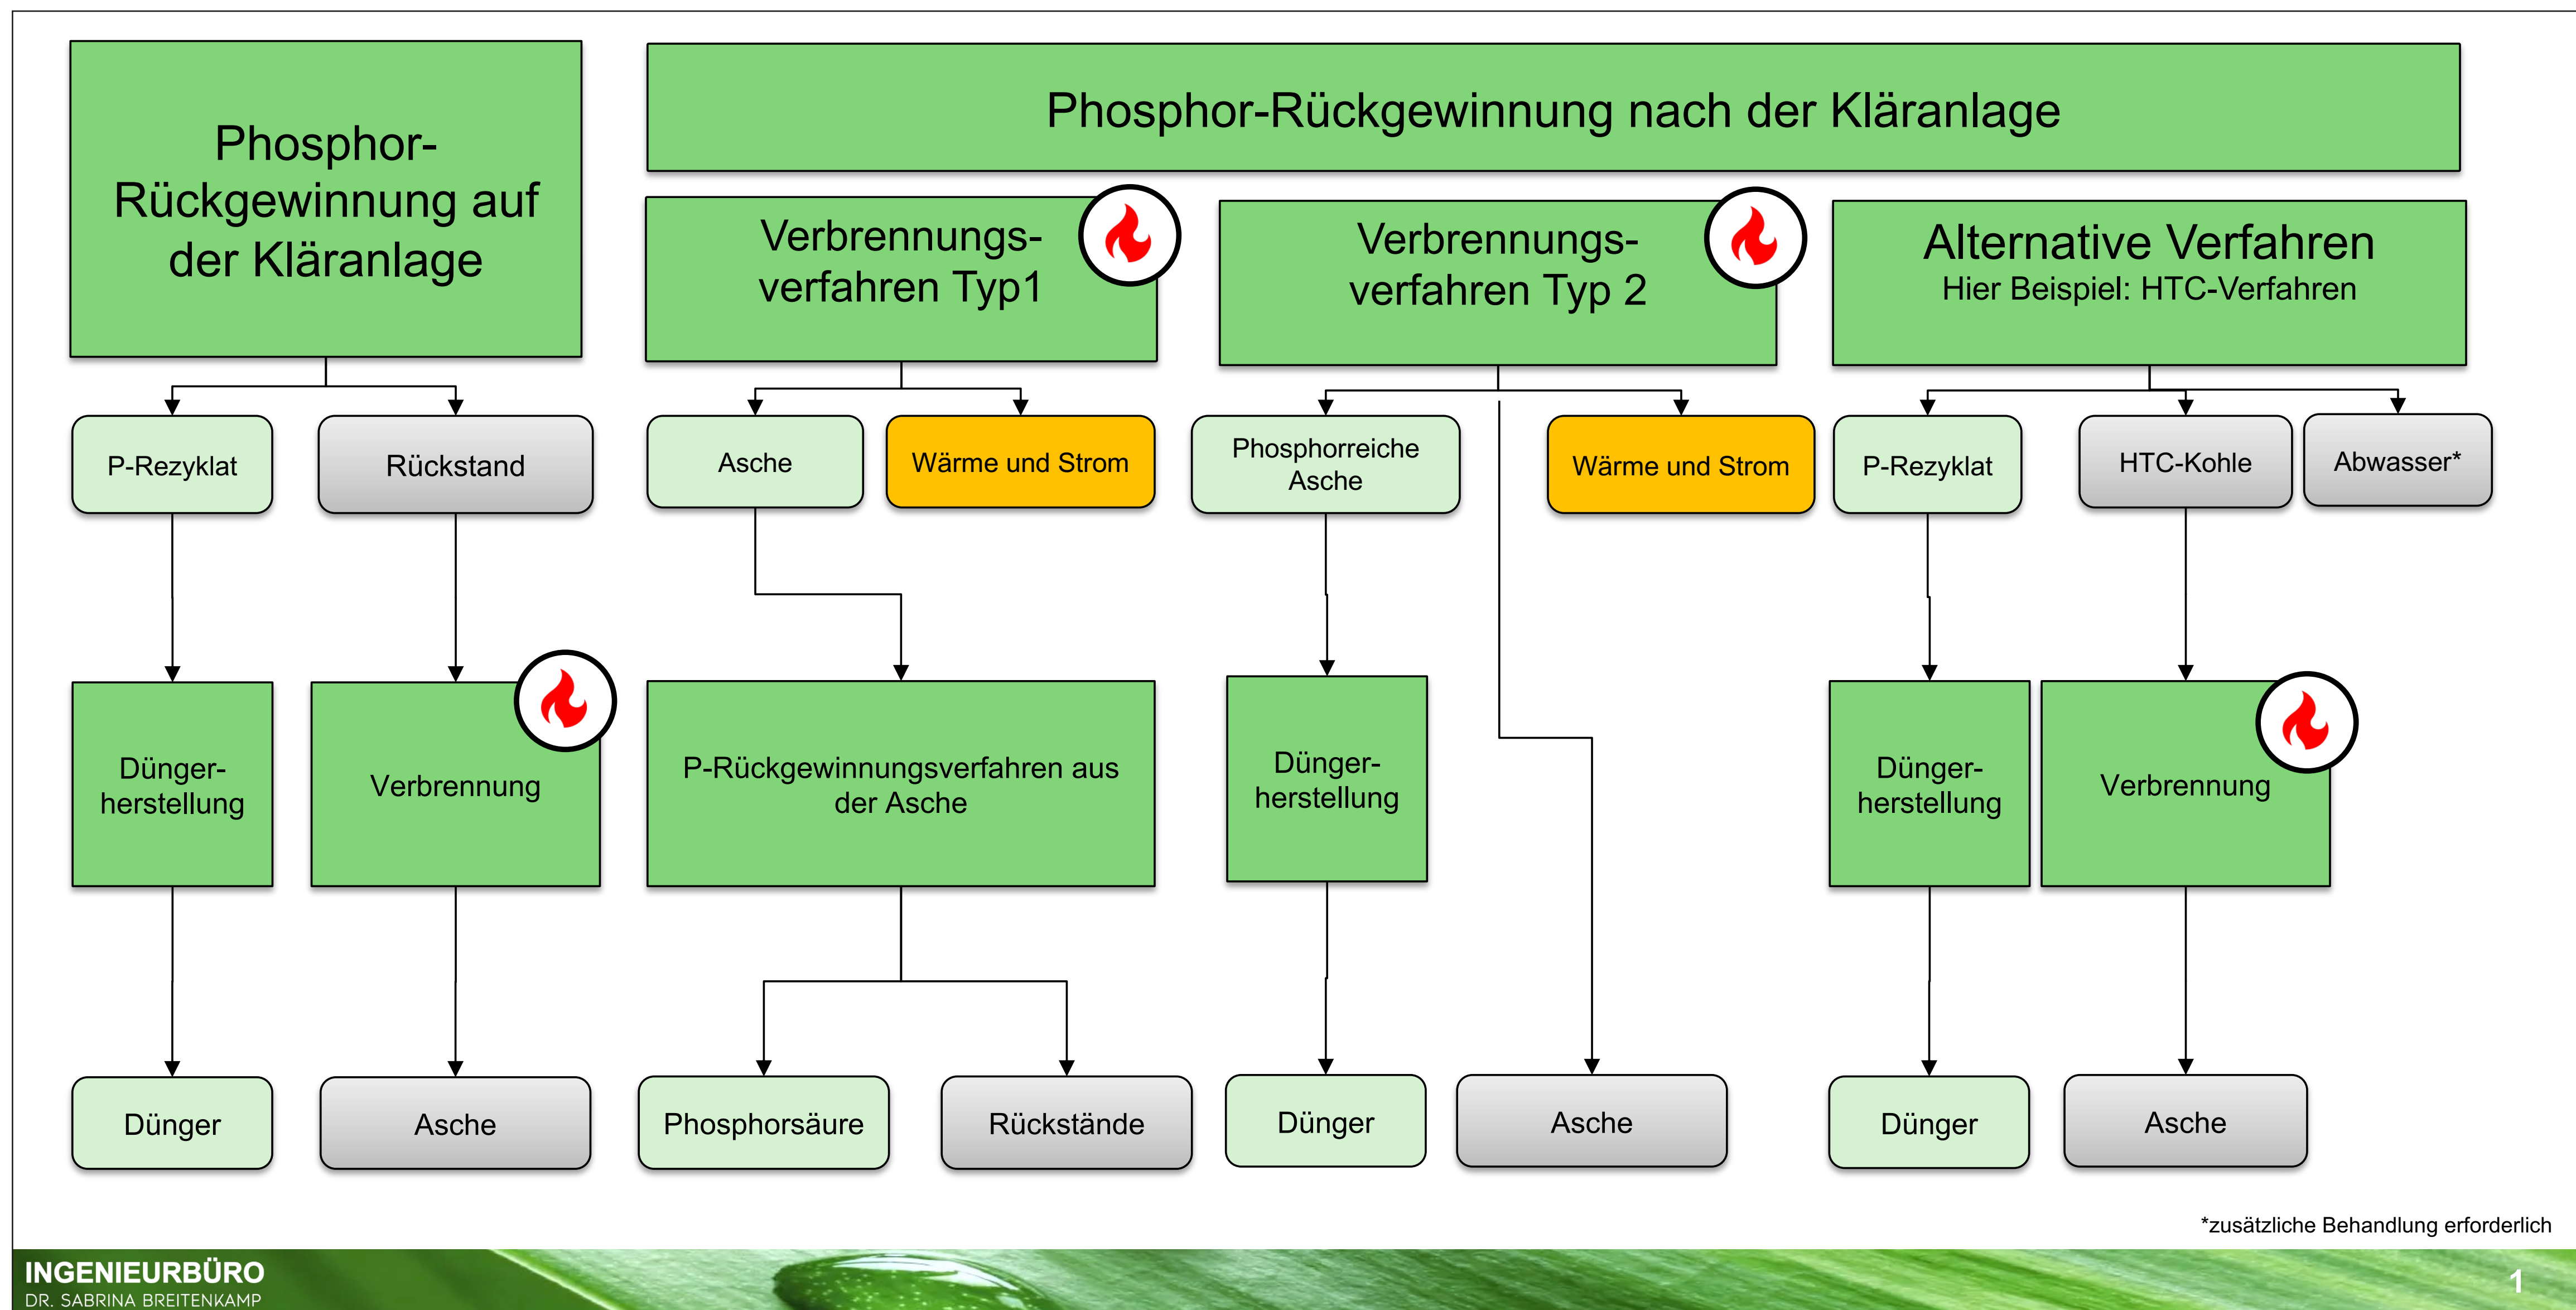 Phosphor-
Rückgewinnung auf
der Kläranlage
Phosphor-Rückgewinnung nach der Kläranlage
Verbrennungs-
verfahren Typ1
Verbrennungs-
verfahren Typ 2
Alternative Verfahren
Hier Beispiel: HTC-Verfahren
P-Rezyklat
Rückstand
Asche
Wärme und Strom
Phosphorreiche
Asche
Wärme und Strom
P-Rezyklat
HTC-Kohle
Abwasser*
Dünger-
herstellung
Verbrennung
P-Rückgewinnungsverfahren aus
der Asche
Dünger-
herstellung
Dünger-
herstellung
Verbrennung
Dünger
Asche
Phosphorsäure
Rückstände
Dünger
Asche
Dünger
Asche
*zusätzliche Behandlung erforderlich
INGENIEURBÜRO
DR. SABRINA BREITENKAMP
1